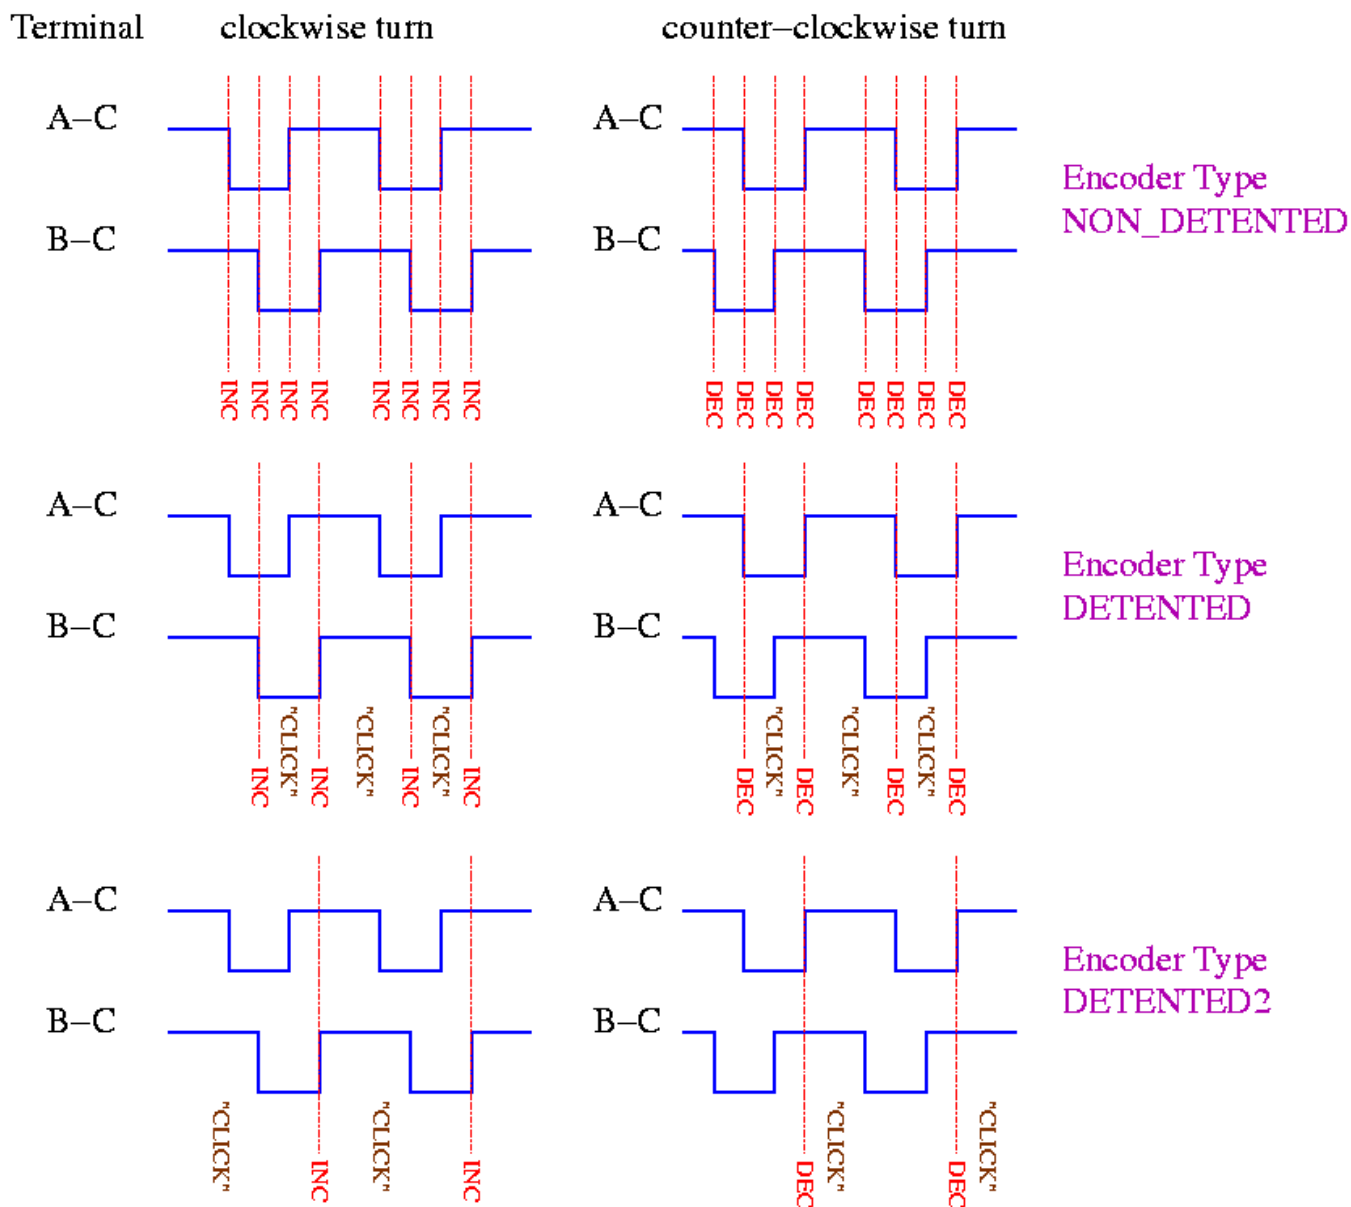 Terminal clockwise turn counter–clockwise turn
A–C A–C
Encoder Type
NON_DETENTED
B–C B–C
INC INC INC INC INC INC INC INC DEC DEC DEC DEC DEC DEC DEC DEC
A–C A–C
Encoder Type
DETENTED
B–C B–C
"CLICK" "CLICK" "CLICK" "CLICK" "CLICK" "CLICK"
INC INC INC INC DEC DEC DEC DEC
A–C A–C
Encoder Type
DETENTED2
B–C B–C
"CLICK" "CLICK" "CLICK" "CLICK"
INC INC DEC DEC